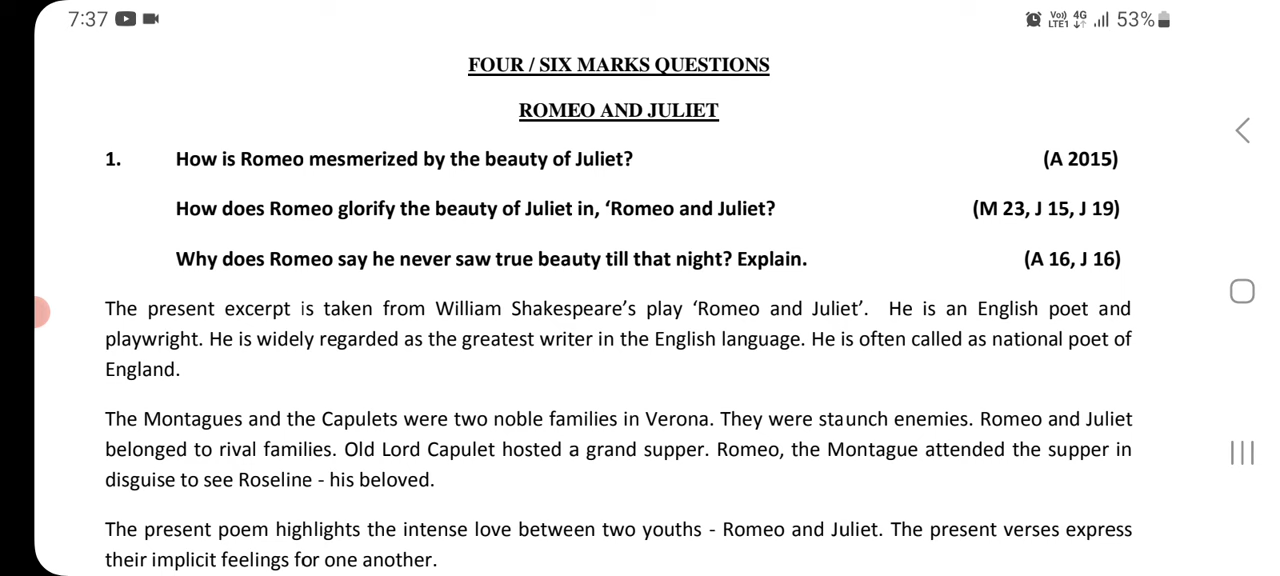 7:37
Vo)) 4G LTE1 53%
FOUR / SIX MARKS QUESTIONS
ROMEO AND JULIET
1. How is Romeo mesmerized by the beauty of Juliet? (A 2015)
How does Romeo glorify the beauty of Juliet in, ‘Romeo and Juliet? (M 23, J 15, J 19)
Why does Romeo say he never saw true beauty till that night? Explain. (A 16, J 16)
The present excerpt is taken from William Shakespeare’s play ‘Romeo and Juliet’. He is an English poet and
playwright. He is widely regarded as the greatest writer in the English language. He is often called as national poet of
England.
The Montagues and the Capulets were two noble families in Verona. They were staunch enemies. Romeo and Juliet
belonged to rival families. Old Lord Capulet hosted a grand supper. Romeo, the Montague attended the supper in
disguise to see Roseline - his beloved.
The present poem highlights the intense love between two youths - Romeo and Juliet. The present verses express
their implicit feelings for one another.